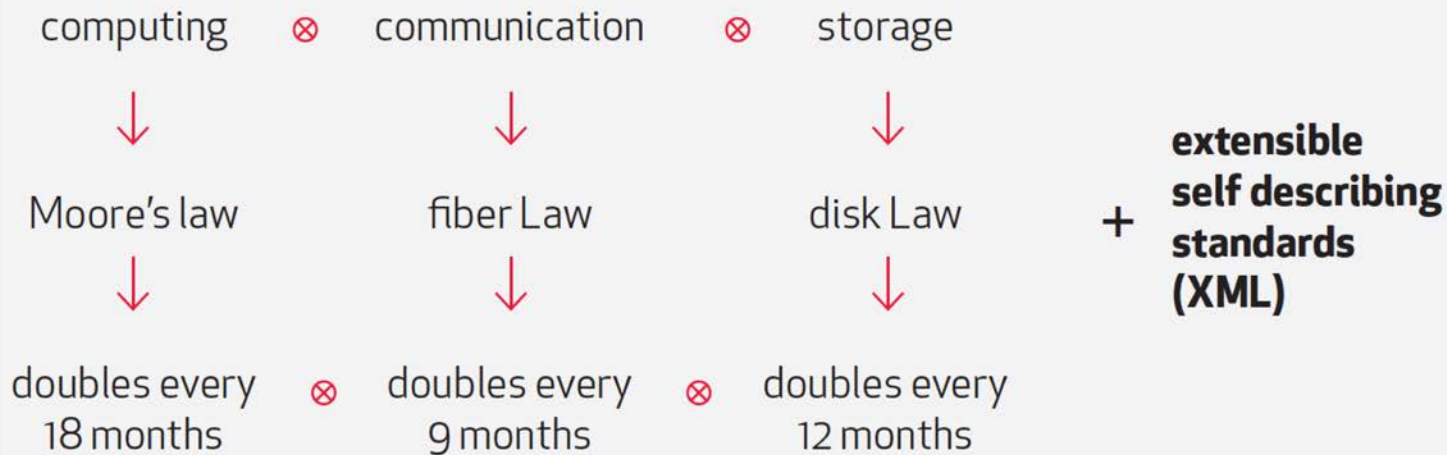 computing ⊗ communication ⊗ storage
↓ ↓ ↓
Moore's law fiber Law disk Law
↓ ↓ ↓
doubles every ⊗ doubles every ⊗ doubles every
18 months 9 months 12 months
+
extensible
self describing
standards
(XML)